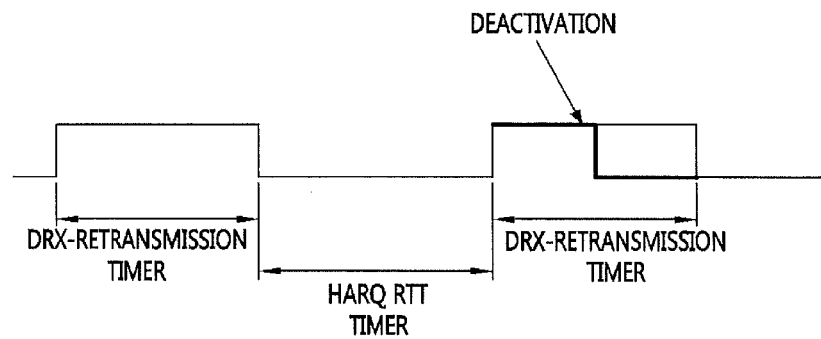 DEACTIVATION
DRX-RETRANSMISSION
TIMER
HARQ RTT
TIMER
DRX-RETRANSMISSION
TIMER